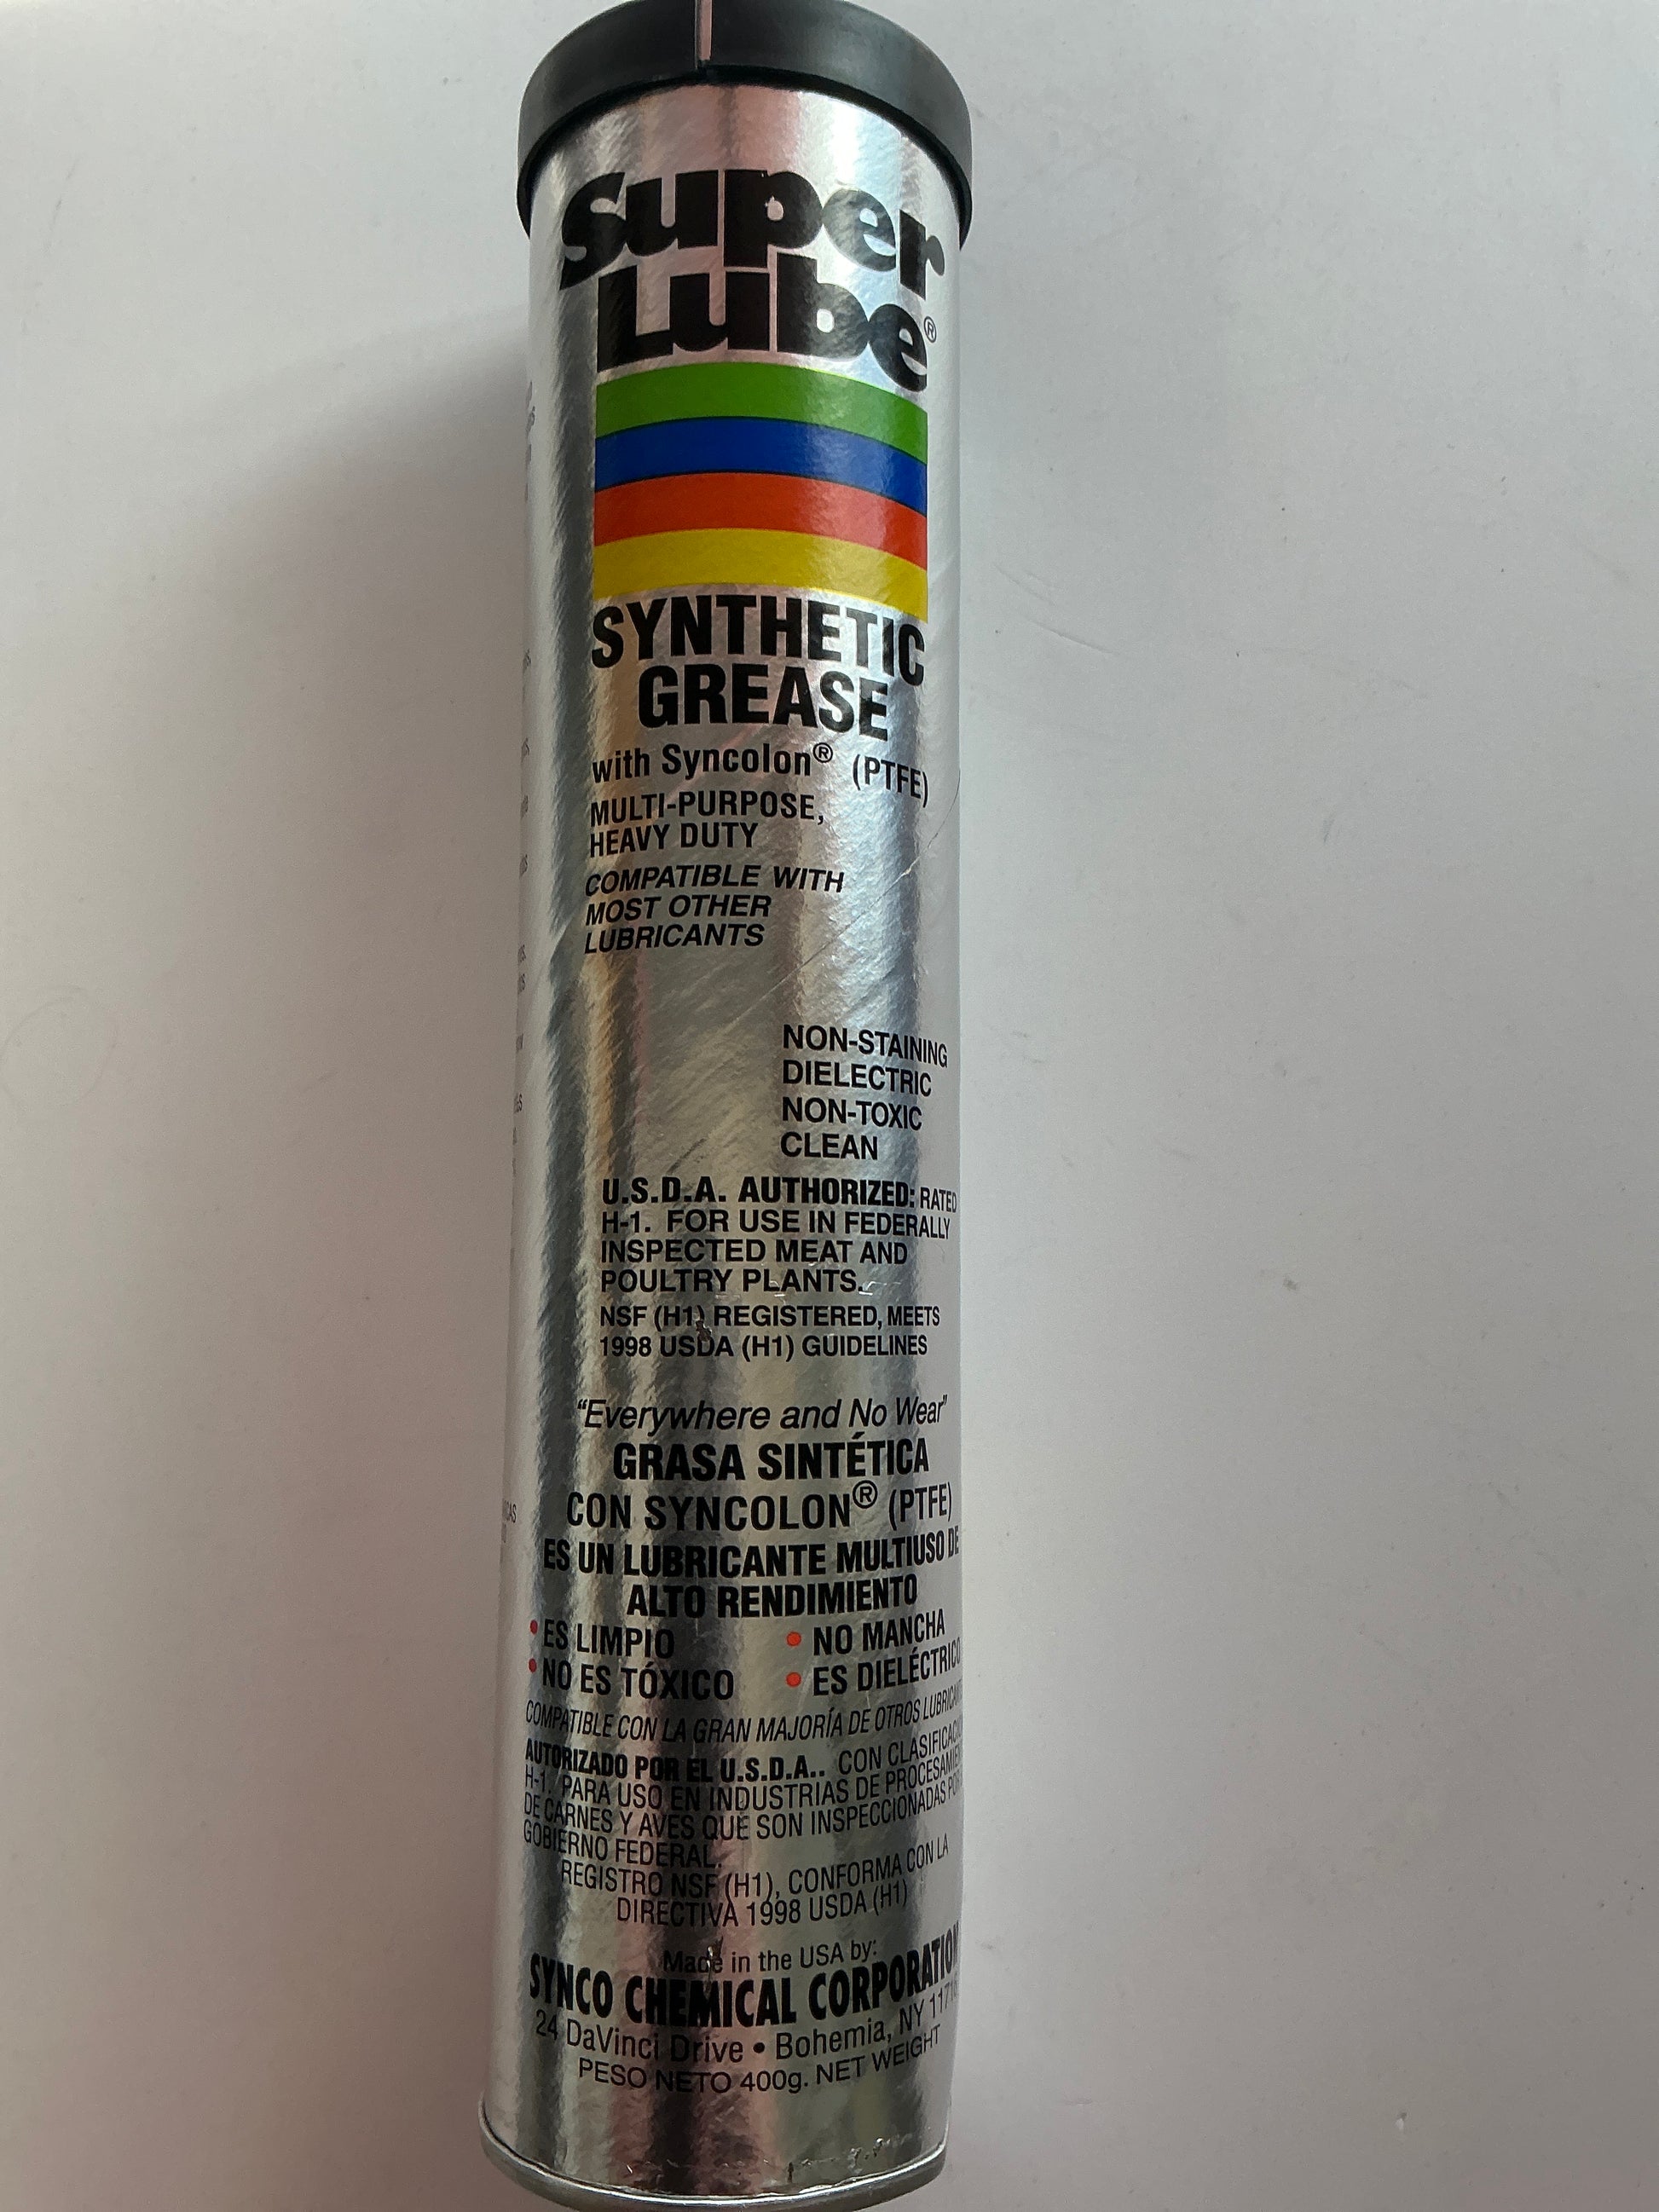 Super
Lube®
SYNTHETIC
GREASE
with Syncolon® (PTFE)
MULTI-PURPOSE,
HEAVY DUTY
COMPATIBLE WITH
MOST OTHER
LUBRICANTS
NON-STAINING
DIELECTRIC
NON-TOXIC
CLEAN
U.S.D.A. AUTHORIZED: RATED
H-1. FOR USE IN FEDERALLY
INSPECTED MEAT AND
POULTRY PLANTS.
NSF (H1) REGISTERED, MEETS
1998 USDA (H1) GUIDELINES
"Everywhere and No Wear"
GRASA SINTÉTICA
CON SYNCOLON® (PTFE)
ES UN LUBRICANTE MULTIUSO DE
ALTO RENDIMIENTO
• ES LIMPIO • NO MANCHA
• NO ES TÓXICO • ES DIELÉCTRICO
COMPATIBLE CON LA GRAN MAJORÍA DE OTROS
AUTORIZADO POR EL U.S.D.A.. CON
H-1. PARA USO EN INDUSTRIAS DE
DE CARNES Y AVES QUE SON INSPECCIONADAS
GOBIERNO FEDERAL.
REGISTRO NSF (H1), CONFORMA CON LA
DIRECTIVA 1998 USDA (H1)
Made in the USA by:
SYNCO CHEMICAL CORPORATION
24 DaVinci Drive • Bohemia, NY
PESO NETO 400g. NET WEIGHT